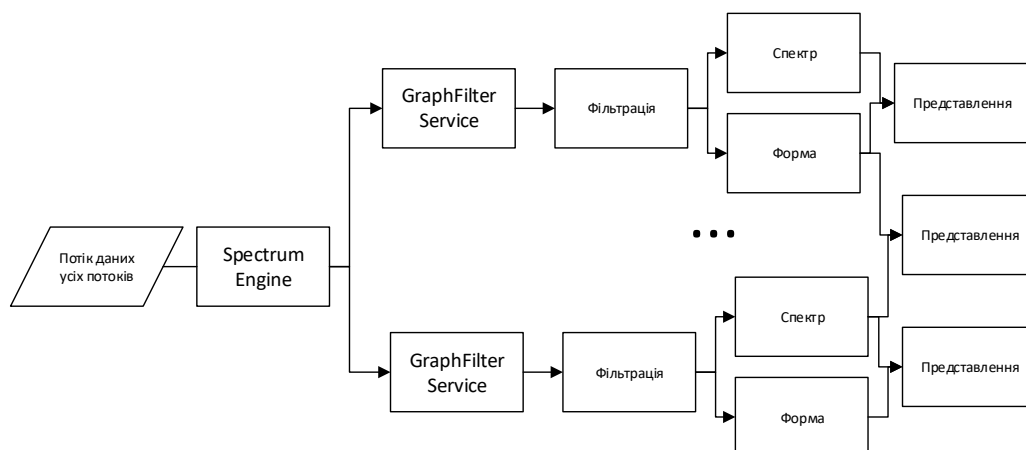 Потік даних
усіх потоків
Spectrum
Engine
GraphFilter
Service
Фільтрація
Спектр
Форма
Представлення
...
Представлення
GraphFilter
Service
Фільтрація
Спектр
Форма
Представлення